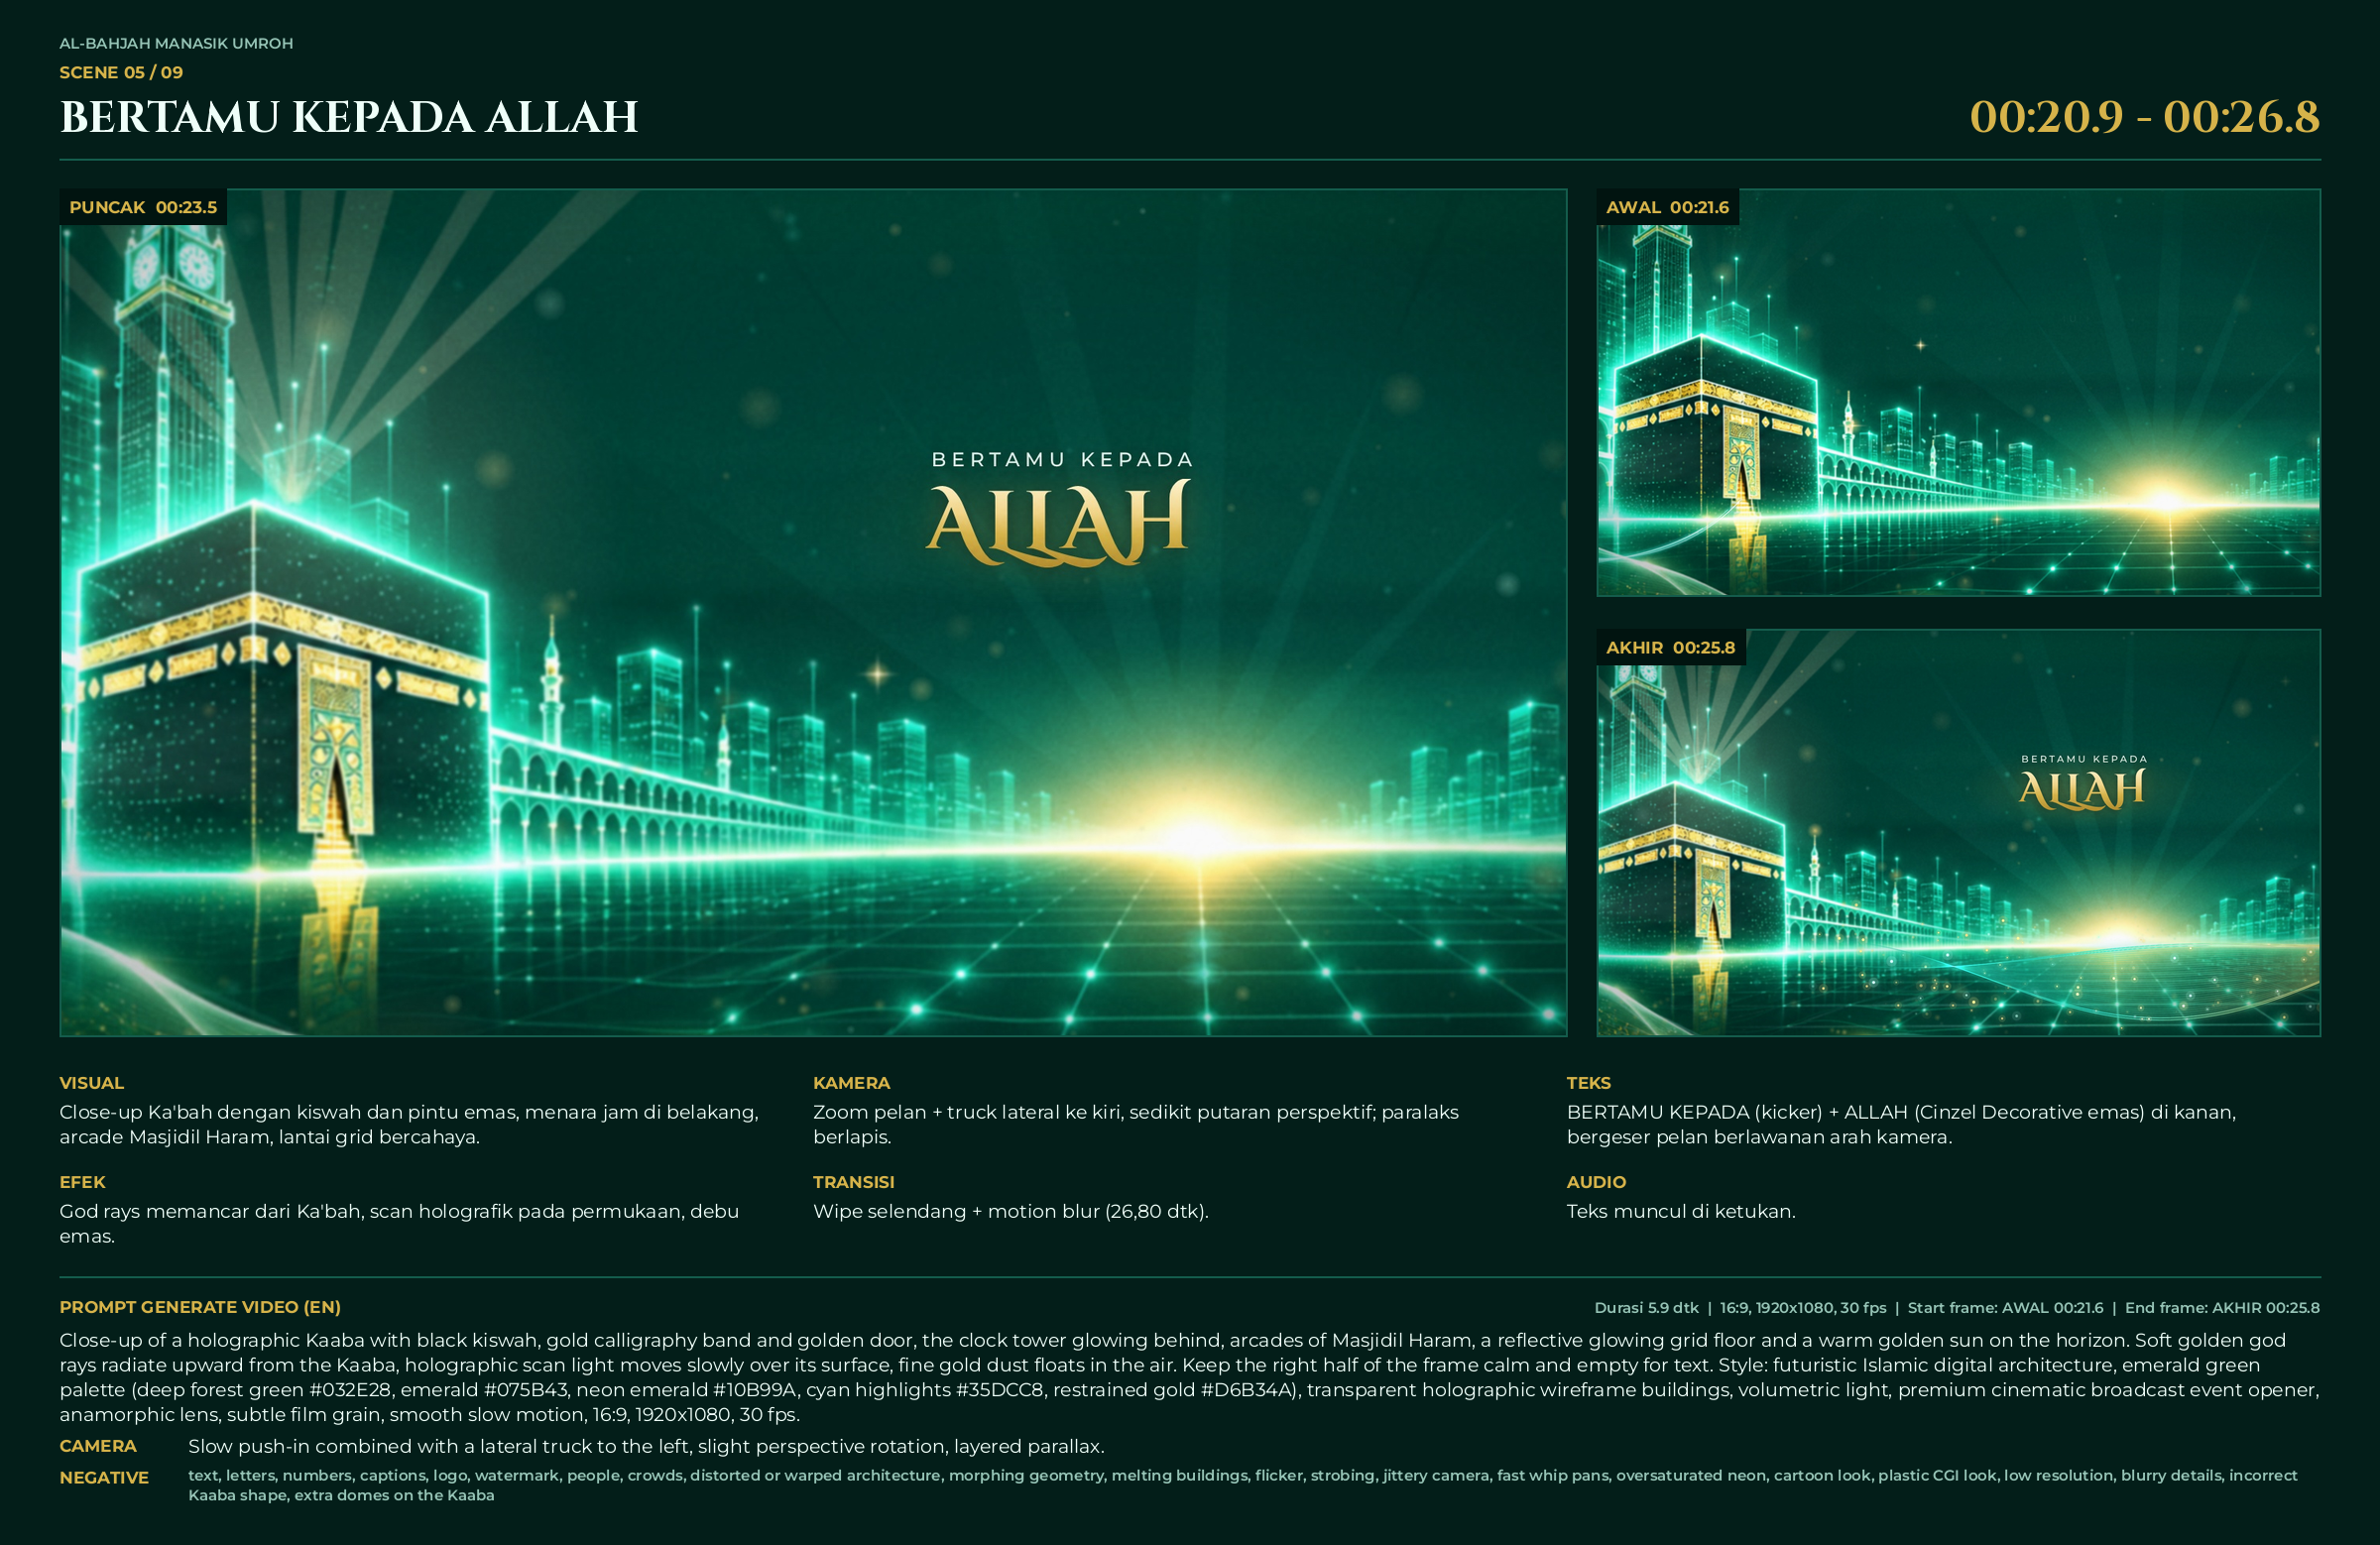 AL-BAHJAH MANASIK UMROH
SCENE 05 / 09
BERTAMU KEPADA ALLAH
00:20.9 - 00:26.8
PUNCAK 00:23.5
BERTAMU KEPADA
ALLAH
AWAL 00:21.6
AKHIR 00:25.8
BERTAMU KEPADA
ALLAH
VISUAL
Close-up Ka'bah dengan kiswah dan pintu emas, menara jam di belakang,
arcade Masjidil Haram, lantai grid bercahaya.
KAMERA
Zoom pelan + truck lateral ke kiri, sedikit putaran perspektif; paralaks
berlapis.
TEKS
BERTAMU KEPADA (kicker) + ALLAH (Cinzel Decorative emas) di kanan,
bergeser pelan berlawanan arah kamera.
EFEK
God rays memancar dari Ka'bah, scan holografik pada permukaan, debu
emas.
TRANSISI
Wipe selendang + motion blur (26,80 dtk).
AUDIO
Teks muncul di ketukan.
PROMPT GENERATE VIDEO (EN)
Durasi 5.9 dtk | 16:9, 1920x1080, 30 fps | Start frame: AWAL 00:21.6 | End frame: AKHIR 00:25.8
Close-up of a holographic Kaaba with black kiswah, gold calligraphy band and golden door, the clock tower glowing behind, arcades of Masjidil Haram, a reflective glowing grid floor and a warm golden sun on the horizon. Soft golden god
rays radiate upward from the Kaaba, holographic scan light moves slowly over its surface, fine gold dust floats in the air. Keep the right half of the frame calm and empty for text. Style: futuristic Islamic digital architecture, emerald green
palette (deep forest green #032E28, emerald #075B43, neon emerald #10B99A, cyan highlights #35DCC8, restrained gold #D6B34A), transparent holographic wireframe buildings, volumetric light, premium cinematic broadcast event opener,
anamorphic lens, subtle film grain, smooth slow motion, 16:9, 1920x1080, 30 fps.
CAMERA
Slow push-in combined with a lateral truck to the left, slight perspective rotation, layered parallax.
NEGATIVE
text, letters, numbers, captions, logo, watermark, people, crowds, distorted or warped architecture, morphing geometry, melting buildings, flicker, strobing, jittery camera, fast whip pans, oversaturated neon, cartoon look, plastic CGI look, low resolution, blurry details, incorrect
Kaaba shape, extra domes on the Kaaba